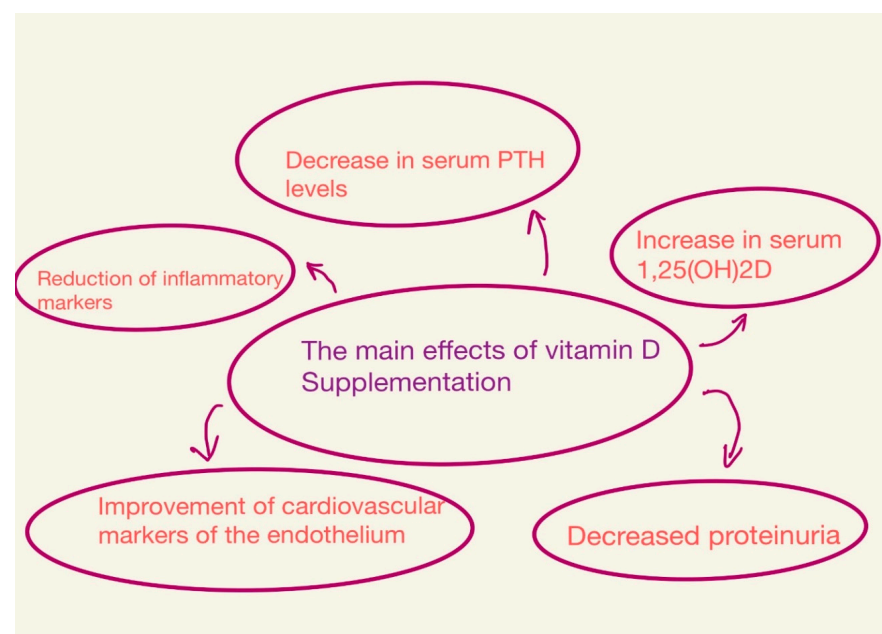 Decrease in serum PTH
levels
Increase in serum
1,25(OH)2D
Reduction of inflammatory
markers
The main effects of vitamin D
Supplementation
Improvement of cardiovascular
markers of the endothelium
Decreased proteinuria